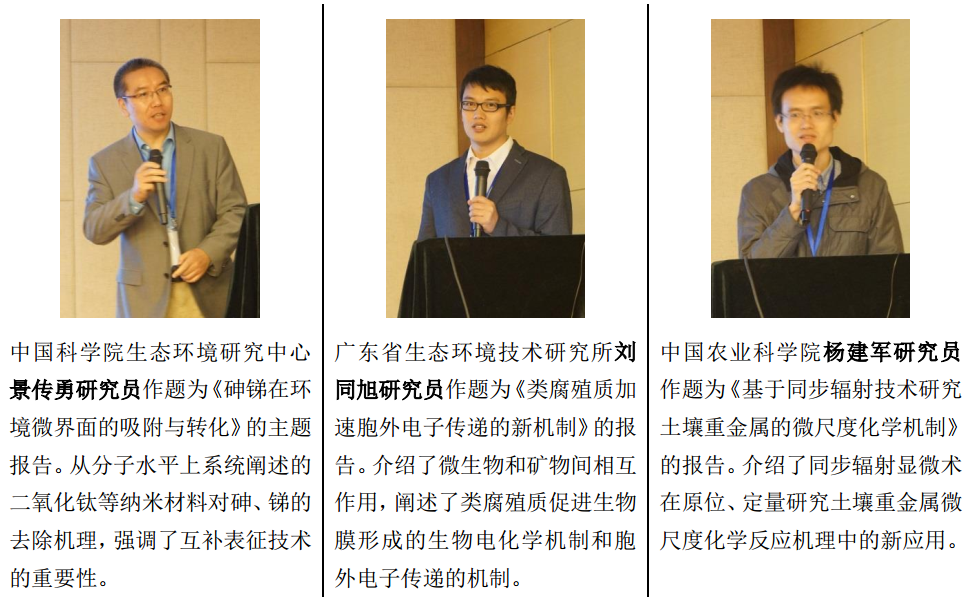 中国科学院生态环境研究中心
景传勇研究员作题为《砷锑在环
境微界面的吸附与转化》的主题
报告。从分子水平上系统阐述的
二氧化钛等纳米材料对砷、锑的
去除机理，强调了互补表征技术
的重要性。
广东省生态环境技术研究所刘
同旭研究员作题为《类腐殖质加
速胞外电子传递的新机制》的报
告。介绍了微生物和矿物间相互
作用，阐述了类腐殖质促进生物
膜形成的生物电化学机制和胞
外电子传递的机制。
中国农业科学院杨建军研究员
作题为《基于同步辐射技术研究
土壤重金属的微尺度化学机制》
的报告。介绍了同步辐射显微术
在原位、定量研究土壤重金属微
尺度化学反应机理中的新应用。